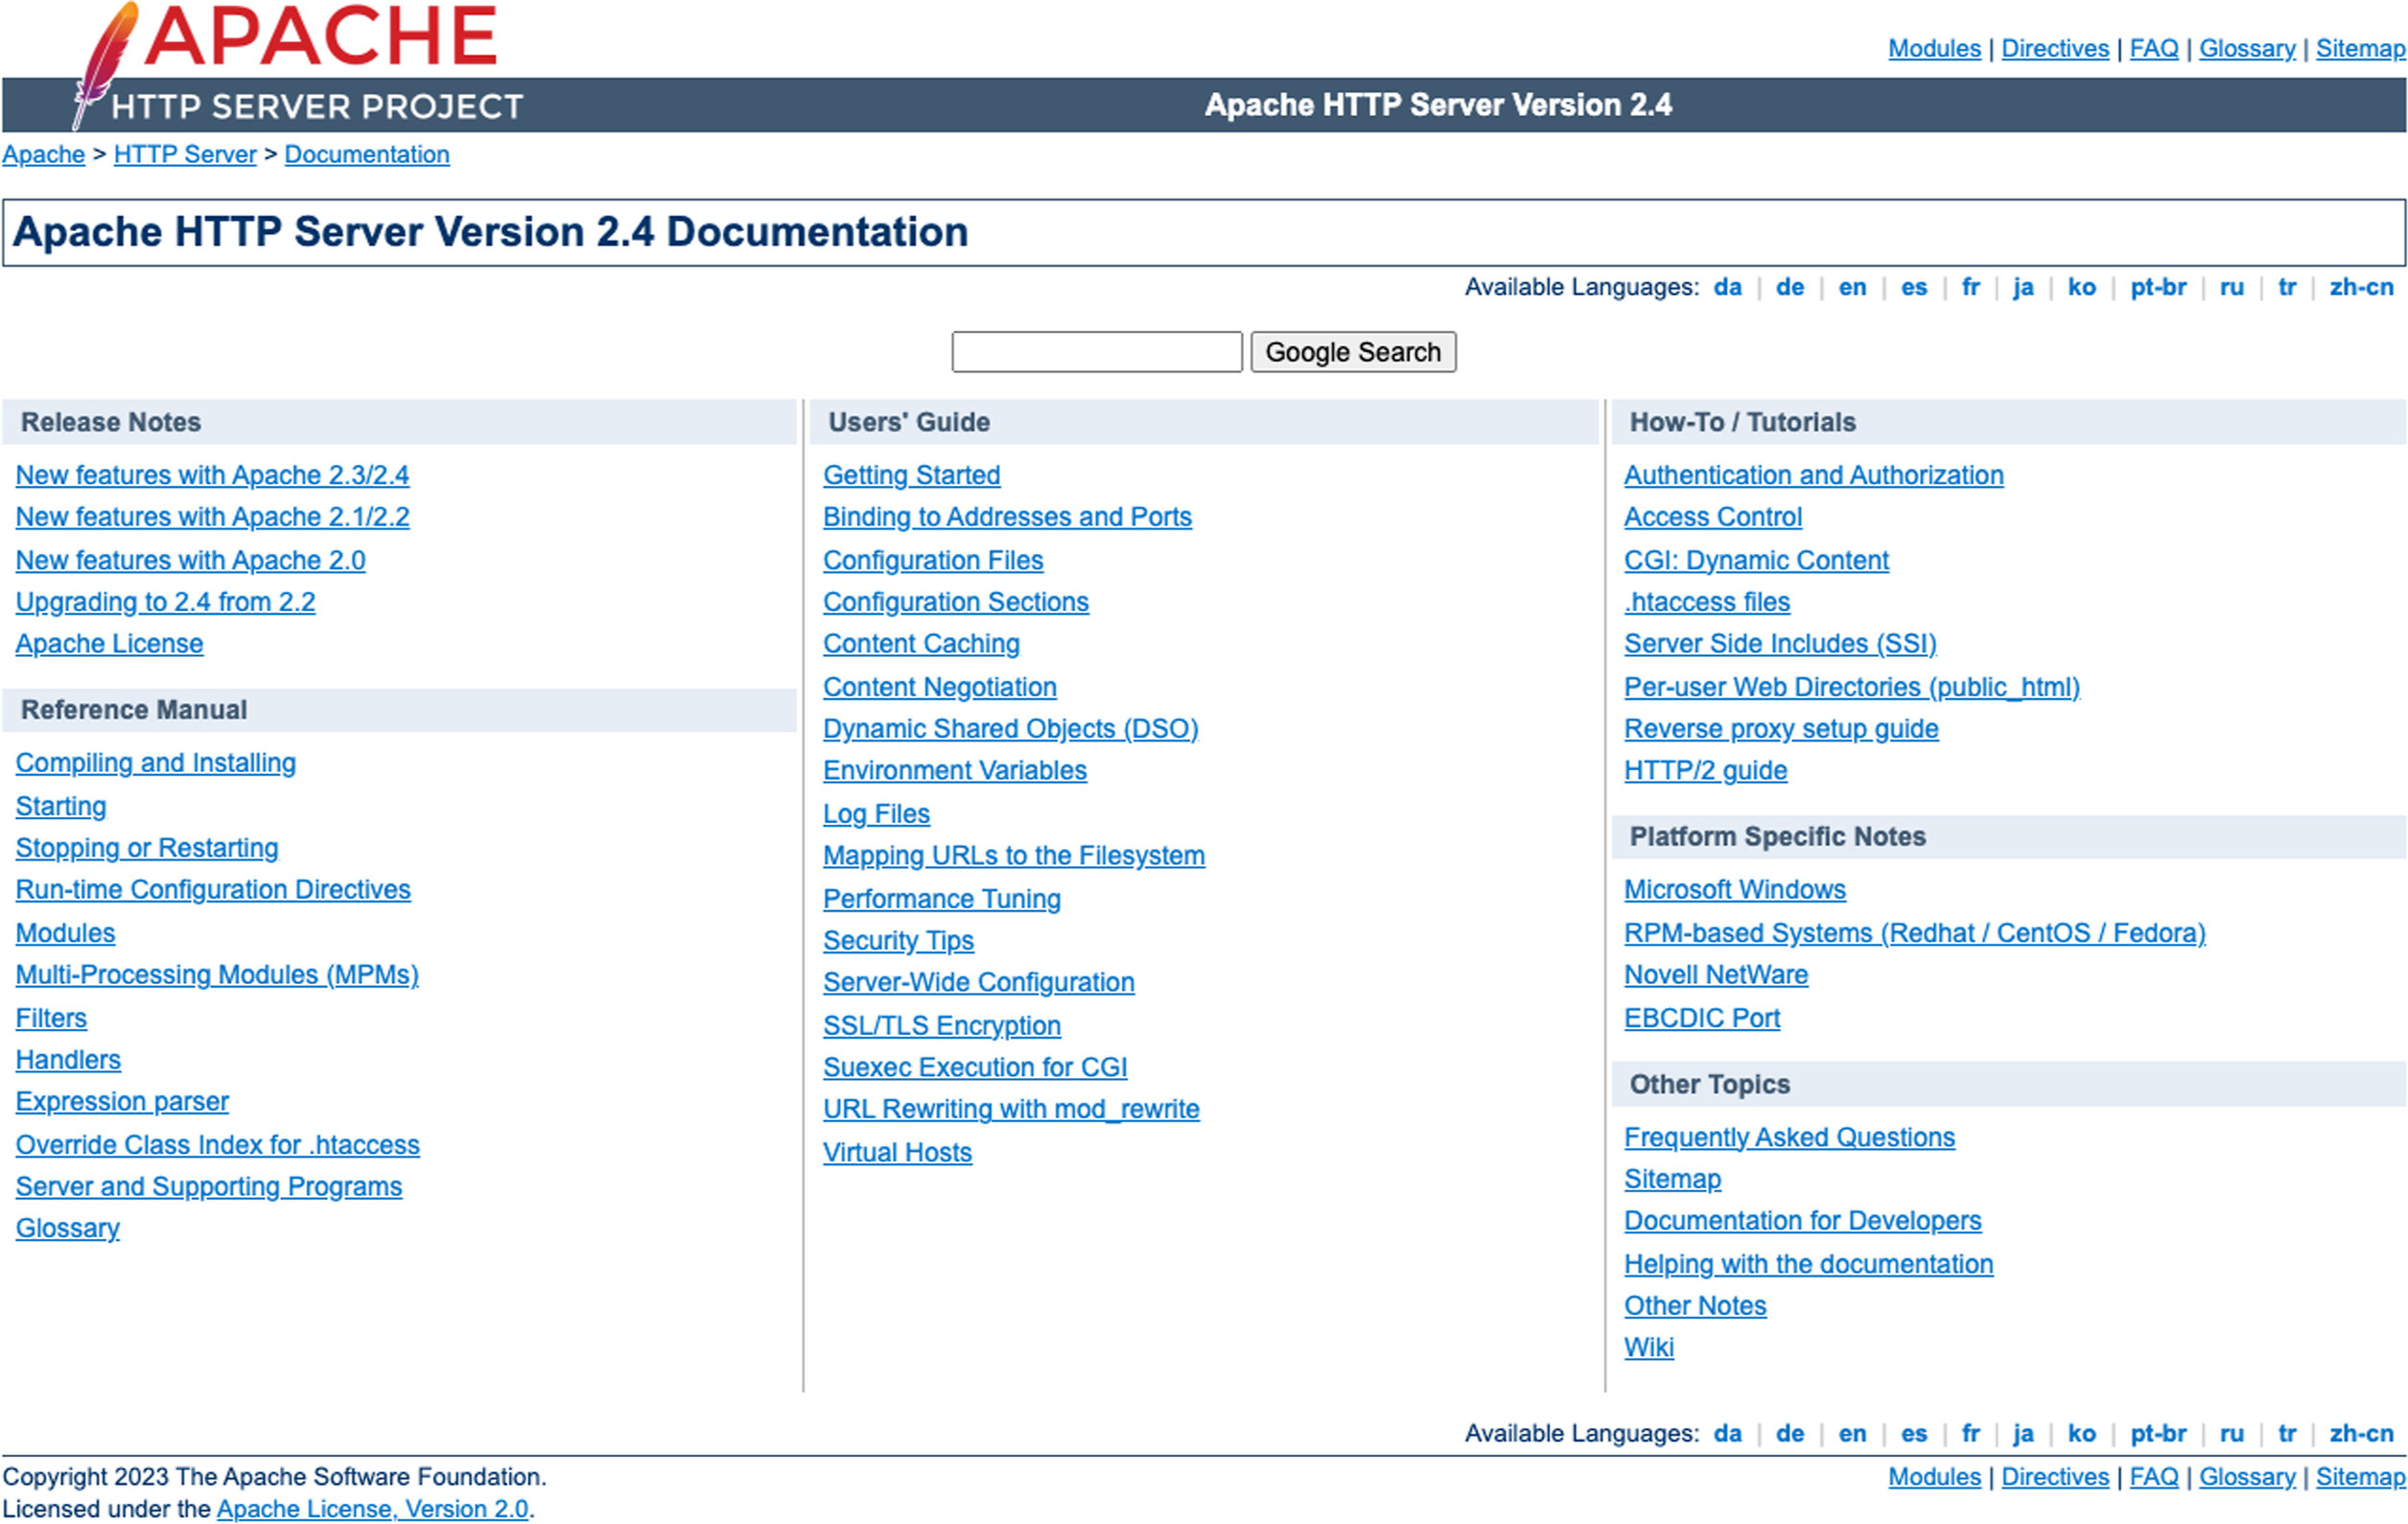 APACHE
Modules | Directives | FAQ | Glossary | Sitemap
HTTP SERVER PROJECT
Apache HTTP Server Version 2.4
Apache > HTTP Server > Documentation
Apache HTTP Server Version 2.4 Documentation
Available Languages: da | de | en | es | fr | ja | ko | pt-br | ru | tr | zh-cn
Google Search
Release Notes
New features with Apache 2.3/2.4
New features with Apache 2.1/2.2
New features with Apache 2.0
Upgrading to 2.4 from 2.2
Apache License
Reference Manual
Compiling and Installing
Starting
Stopping or Restarting
Run-time Configuration Directives
Modules
Multi-Processing Modules (MPMs)
Filters
Handlers
Expression parser
Override Class Index for .htaccess
Server and Supporting Programs
Glossary
Users' Guide
Getting Started
Binding to Addresses and Ports
Configuration Files
Configuration Sections
Content Caching
Content Negotiation
Dynamic Shared Objects (DSO)
Environment Variables
Log Files
Mapping URLs to the Filesystem
Performance Tuning
Security Tips
Server-Wide Configuration
SSL/TLS Encryption
Suexec Execution for CGI
URL Rewriting with mod_rewrite
Virtual Hosts
How-To / Tutorials
Authentication and Authorization
Access Control
CGI: Dynamic Content
.htaccess files
Server Side Includes (SSI)
Per-user Web Directories (public_html)
Reverse proxy setup guide
HTTP/2 guide
Platform Specific Notes
Microsoft Windows
RPM-based Systems (Redhat / CentOS / Fedora)
Novell NetWare
EBCDIC Port
Other Topics
Frequently Asked Questions
Sitemap
Documentation for Developers
Helping with the documentation
Other Notes
Wiki
Available Languages: da | de | en | es | fr | ja | ko | pt-br | ru | tr | zh-cn
Copyright 2023 The Apache Software Foundation.
Licensed under the Apache License, Version 2.0.
Modules | Directives | FAQ | Glossary | Sitemap